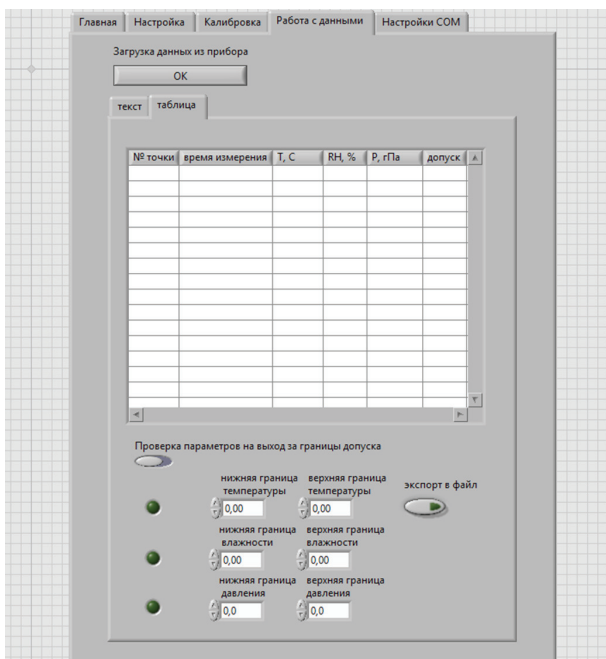 Главная Настройка Калибровка Работа с данными Настройки COM
Загрузка данных из прибора
OK
текст таблица
№ точки время измерения T, C RH, % P, гПа допуск
Проверка параметров на выход за границы допуска
нижняя граница верхняя граница
температуры температуры экспорт в файл
0,00 0,00
нижняя граница верхняя граница
влажности влажности
0,00 0,00
нижняя граница верхняя граница
давления давления
0,0 0,0